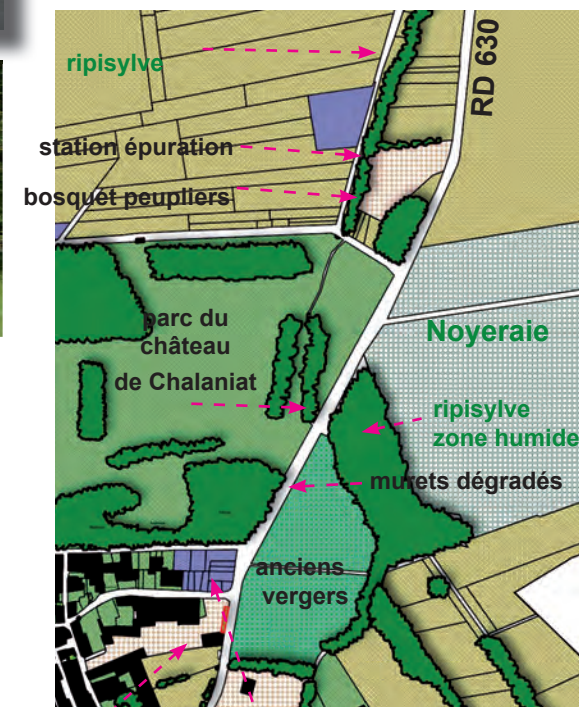 ripisylve
RD 630
station épuration
bosquet peupliers
parc du
château
de Chalaniat
Noyeraie
ripisylve
zone humide
murets dégradés
anciens
vergers